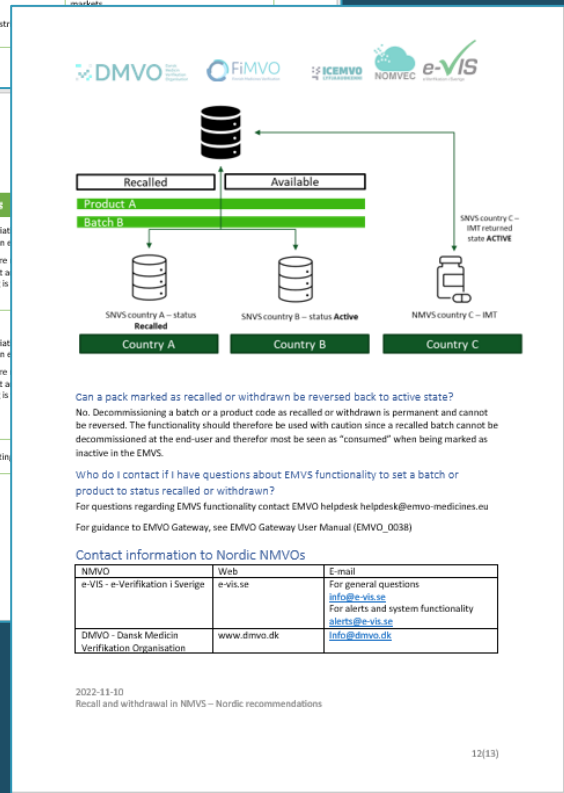 markets
DMVO
FiMVO
ICEMVO
LYFJAAUÐKENNI
NOMVEC
e-VIS
Recalled
Available
Product A
Batch B
SNVS country C –
IMT returned
state ACTIVE
SNVS country A – status
Recalled
SNVS country B – status Active
NMVS country C – IMT
Country A
Country B
Country C
Can a pack marked as recalled or withdrawn be reversed back to active state?
No. Decommissioning a batch or a product code as recalled or withdrawn is permanent and cannot
be reversed. The functionality should therefore be used with caution since a recalled batch cannot be
decommissioned at the end-user and therefor most be seen as “consumed” when being marked as
inactive in the EMVS.
Who do I contact if I have questions about EMVS functionality to set a batch or
product to status recalled or withdrawn?
For questions regarding EMVS functionality contact EMVO helpdesk helpdesk@emvo-medicines.eu
For guidance to EMVO Gateway, see EMVO Gateway User Manual (EMVO_0038)
Contact information to Nordic NMVOs
NMVO Web E-mail
e-VIS - e-Verifikation i Sverige e-vis.se For general questions
info@e-vis.se
For alerts and system functionality
alerts@e-vis.se
DMVO - Dansk Medicin www.dmvo.dk Info@dmvo.dk
Verifikation Organisation
2022-11-10
Recall and withdrawal in NMVS – Nordic recommendations
12(13)